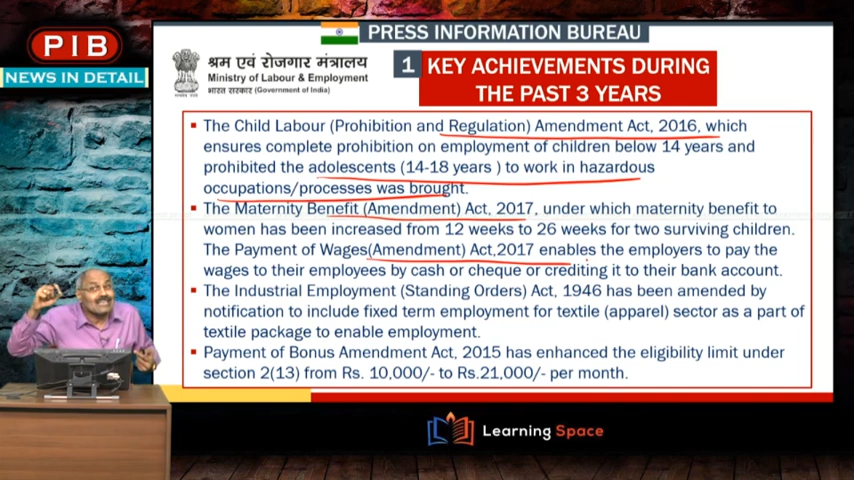 PIB
NEWS IN DETAIL
PRESS INFORMATION BUREAU
श्रम एवं रोजगार मंत्रालय
Ministry of Labour & Employment
भारत सरकार (Government of India)
1
KEY ACHIEVEMENTS DURING
THE PAST 3 YEARS
▪ The Child Labour (Prohibition and Regulation) Amendment Act, 2016, which
ensures complete prohibition on employment of children below 14 years and
prohibited the adolescents (14-18 years ) to work in hazardous
occupations/processes was brought.
▪ The Maternity Benefit (Amendment) Act, 2017, under which maternity benefit to
women has been increased from 12 weeks to 26 weeks for two surviving children.
The Payment of Wages(Amendment) Act,2017 enables the employers to pay the
wages to their employees by cash or cheque or crediting it to their bank account.
▪ The Industrial Employment (Standing Orders) Act, 1946 has been amended by
notification to include fixed term employment for textile (apparel) sector as a part of
textile package to enable employment.
▪ Payment of Bonus Amendment Act, 2015 has enhanced the eligibility limit under
section 2(13) from Rs. 10,000/- to Rs.21,000/- per month.
Learning Space